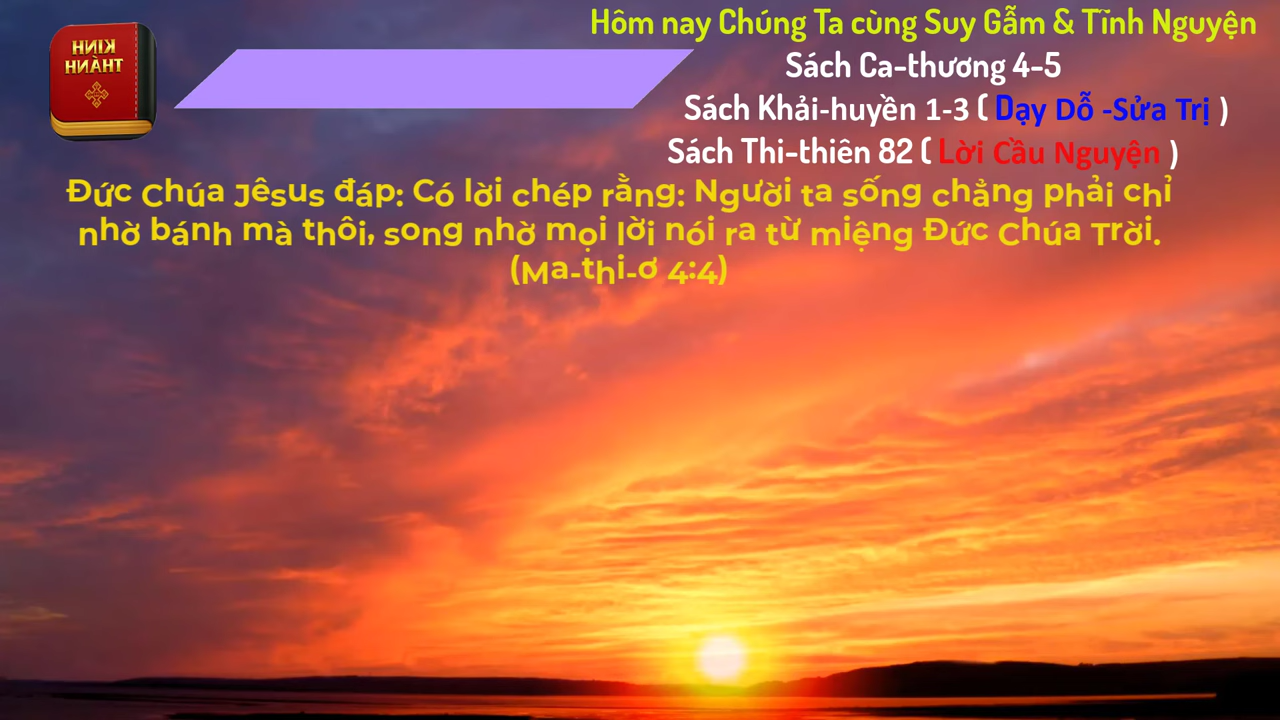 KINH
THÀNH
Hôm nay Chúng Ta cùng Suy Gẫm & Tĩnh Nguyện
Sách Ca-thương 4-5
Sách Khải-huyền 1-3 ( Dạy Dỗ -Sửa Trị )
Sách Thi-thiên 82 ( Lời Cầu Nguyện )
Đức Chúa Jêsus đáp: Có lời chép rằng: Người ta sống chẳng phải chỉ
nhờ bánh mà thôi, song nhờ mọi lời nói ra từ miệng Đức Chúa Trời.
(Ma-thi-ơ 4:4)